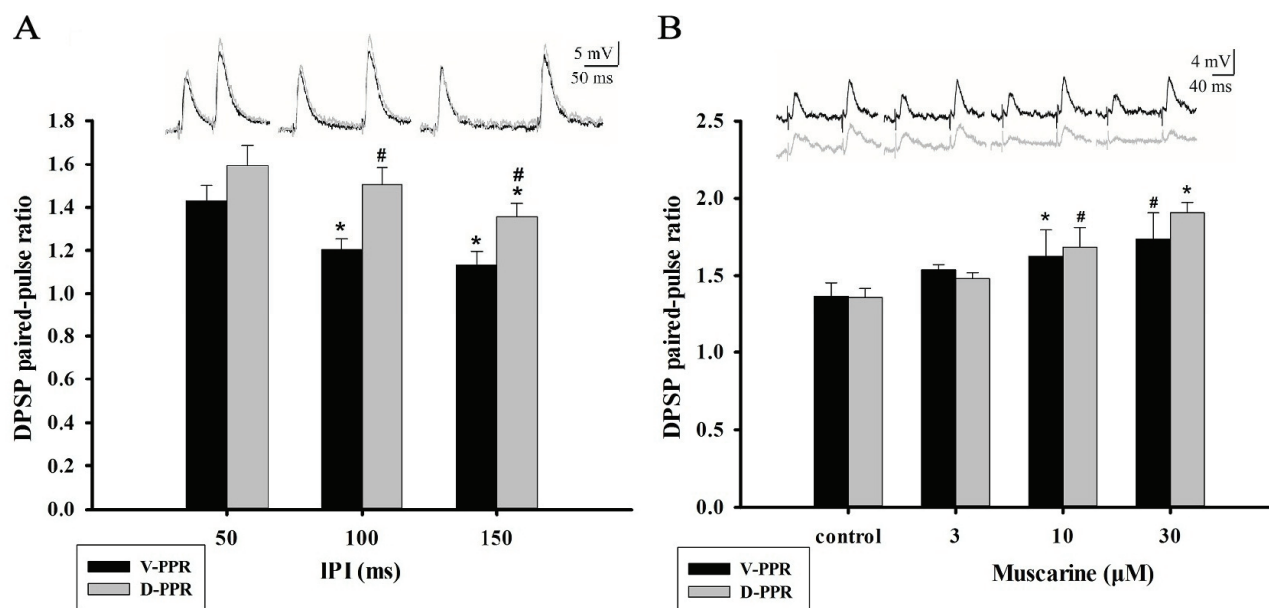 A
5 mV
50 ms
DPSP paired-pulse ratio
1.8
1.6
1.4
1.2
1.0
0.8
0.6
0.4
0.2
0.0
#
#
*
*
*
50 100 150
IPI (ms)
V-PPR
D-PPR
B
4 mV
40 ms
DPSP paired-pulse ratio
2.5
2.0
1.5
1.0
0.5
0.0
*
#
#
*
control 3 10 30
Muscarine (µM)
V-PPR
D-PPR